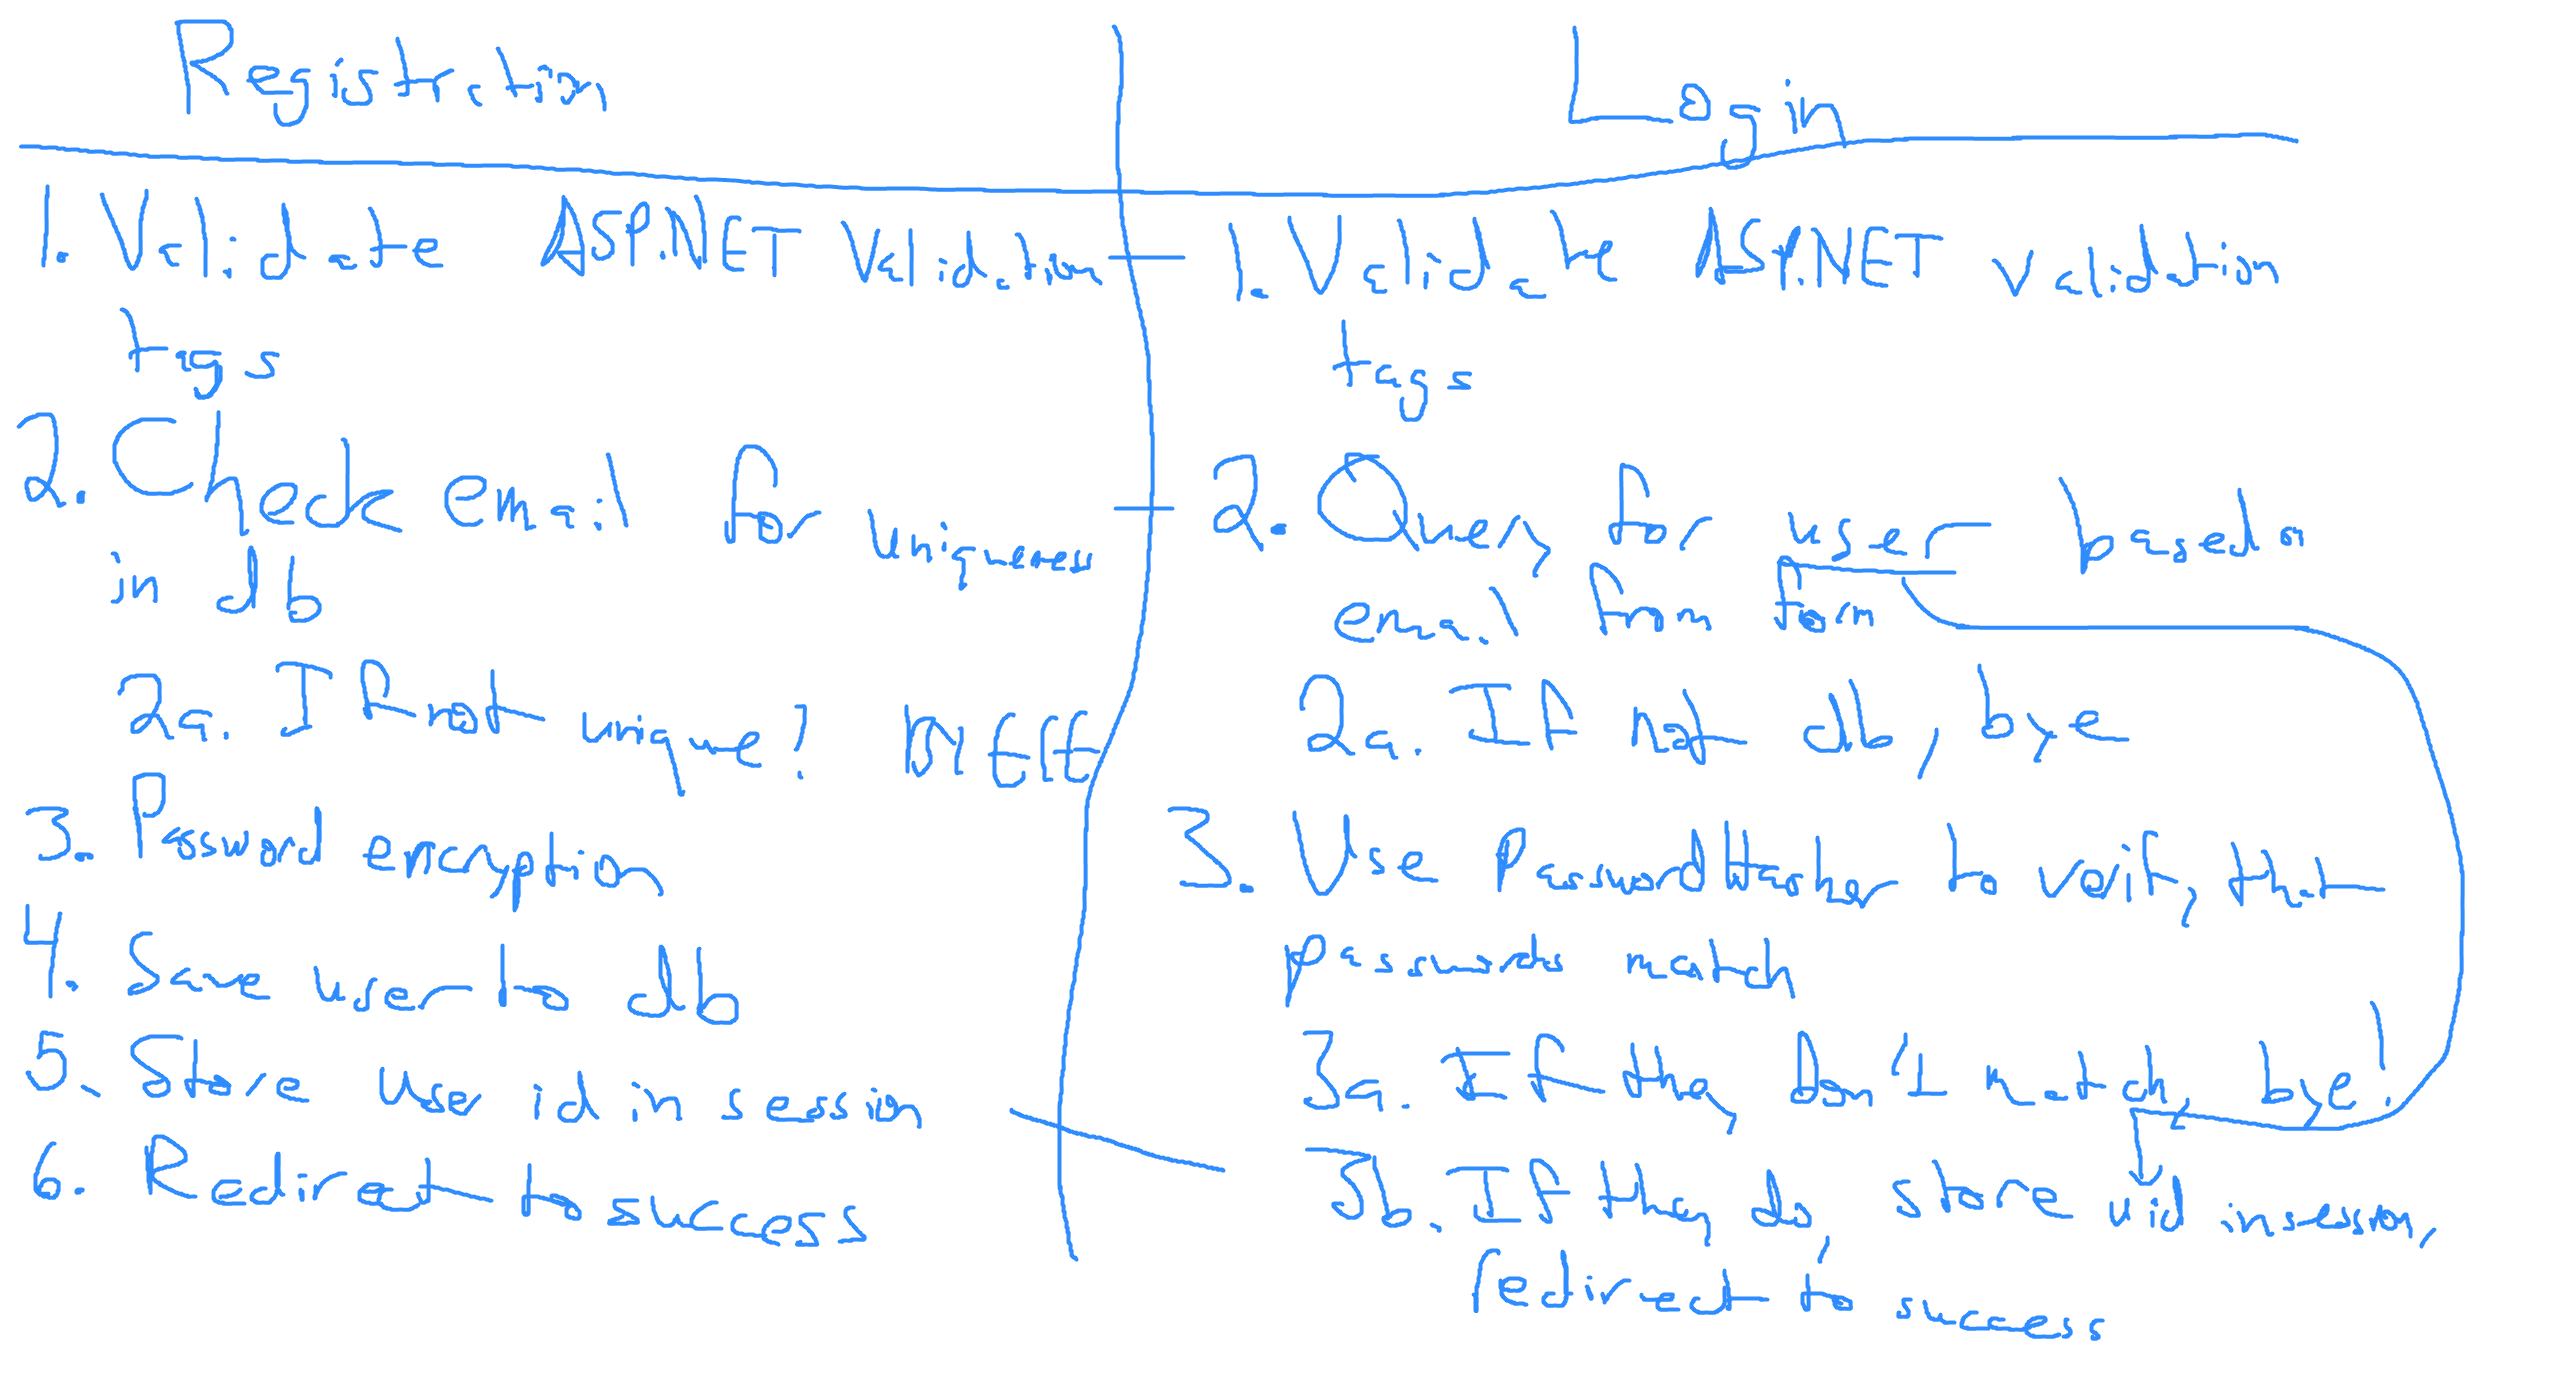 Registration
1. Validate ASP.NET Validation
tags
2. Check email for uniqueness
in db
2a. If not unique?
3. Password encryption
4. Save user to db
5. Store user id in session
6. Redirect to success
Login
1. Validate ASP.NET validation
tags
2. Query for user based on
email from form
2a. If not db, bye
3. Use PasswordHasher to verify that
passwords match
3a. If they Don't match, bye!
3b. If they do, store uid in session,
redirect to success